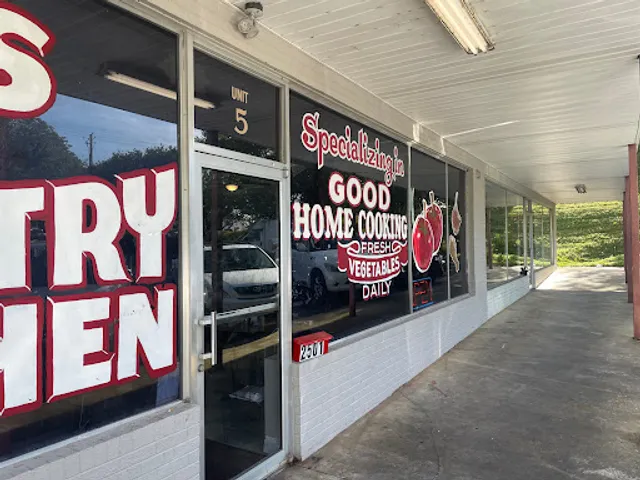 S
TRY
HEN
UNIT
5
Specializing in
GOOD
HOME COOKING
FRESH
VEGETABLES
DAILY
2501